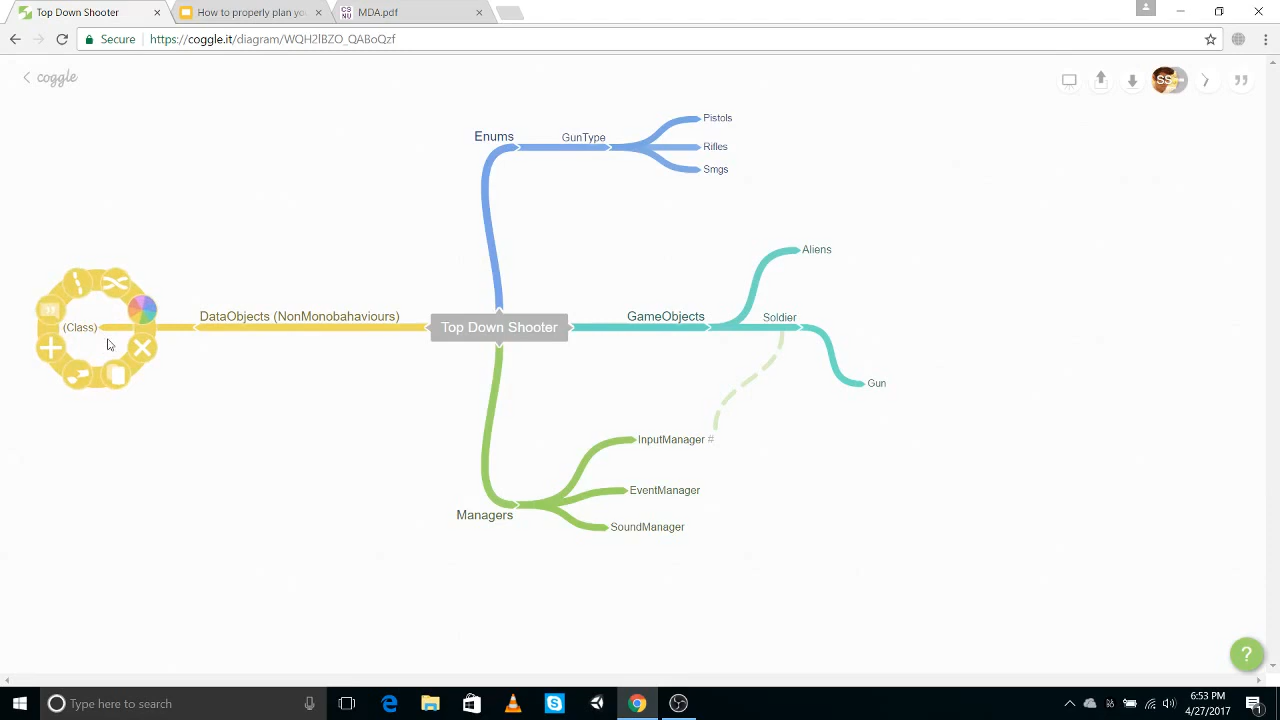 Top Down Shooter
How to properly plan you
MDA.pdf
Secure
https://coggle.it/diagram/WQH2lBZO_QABoQzf
coggle
SS
Enums
GunType
Pistols
Rifles
Smgs
Aliens
(Class)
DataObjects (NonMonobahaviours)
Top Down Shooter
GameObjects
Soldier
Gun
InputManager #
EventManager
Managers
SoundManager
?
Type here to search
6:53 PM
4/27/2017